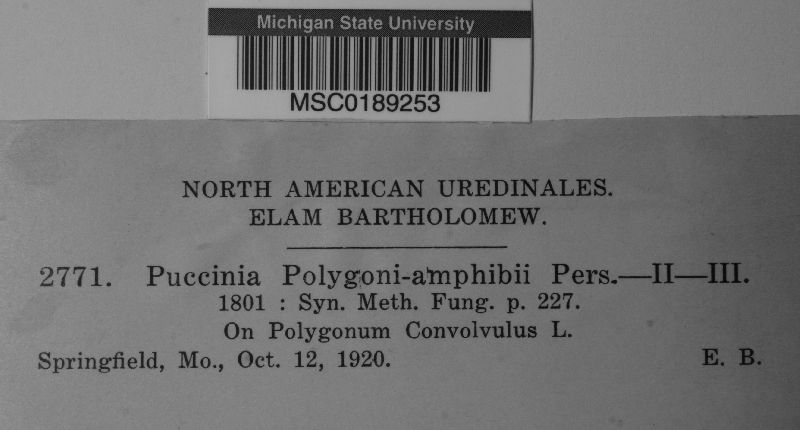 Michigan State University
MSC0189253
NORTH AMERICAN UREDINALES.
ELAM BARTHOLOMEW.
2771. Puccinia Polygoni-amphibii Pers.—II—III.
1801 : Syn. Meth. Fung. p. 227.
On Polygonum Convolvulus L.
Springfield, Mo., Oct. 12, 1920. E. B.